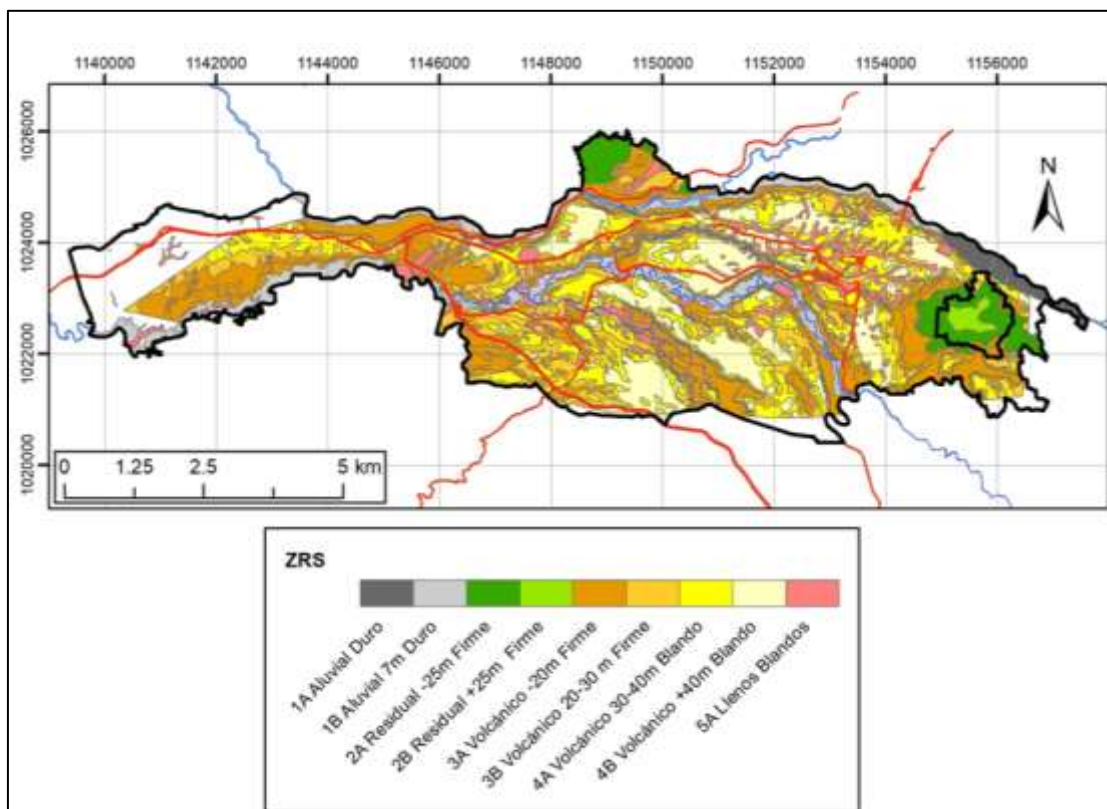 1140000 1142000 1144000 1146000 1148000 1150000 1152000 1154000 1156000
1026000
1024000
1022000
1020000
N
0 1.25 2.5 5 km
ZRS
1A Aluvial Duro
1B Aluvial 7m Duro
2A Residual -25m Firme
2B Residual +25m Firme
3A Volcánico -20m Firme
3B Volcánico 20-30 m Firme
4A Volcánico 30-40m Blando
4B Volcánico +40m Blando
5A Llenos Blandos